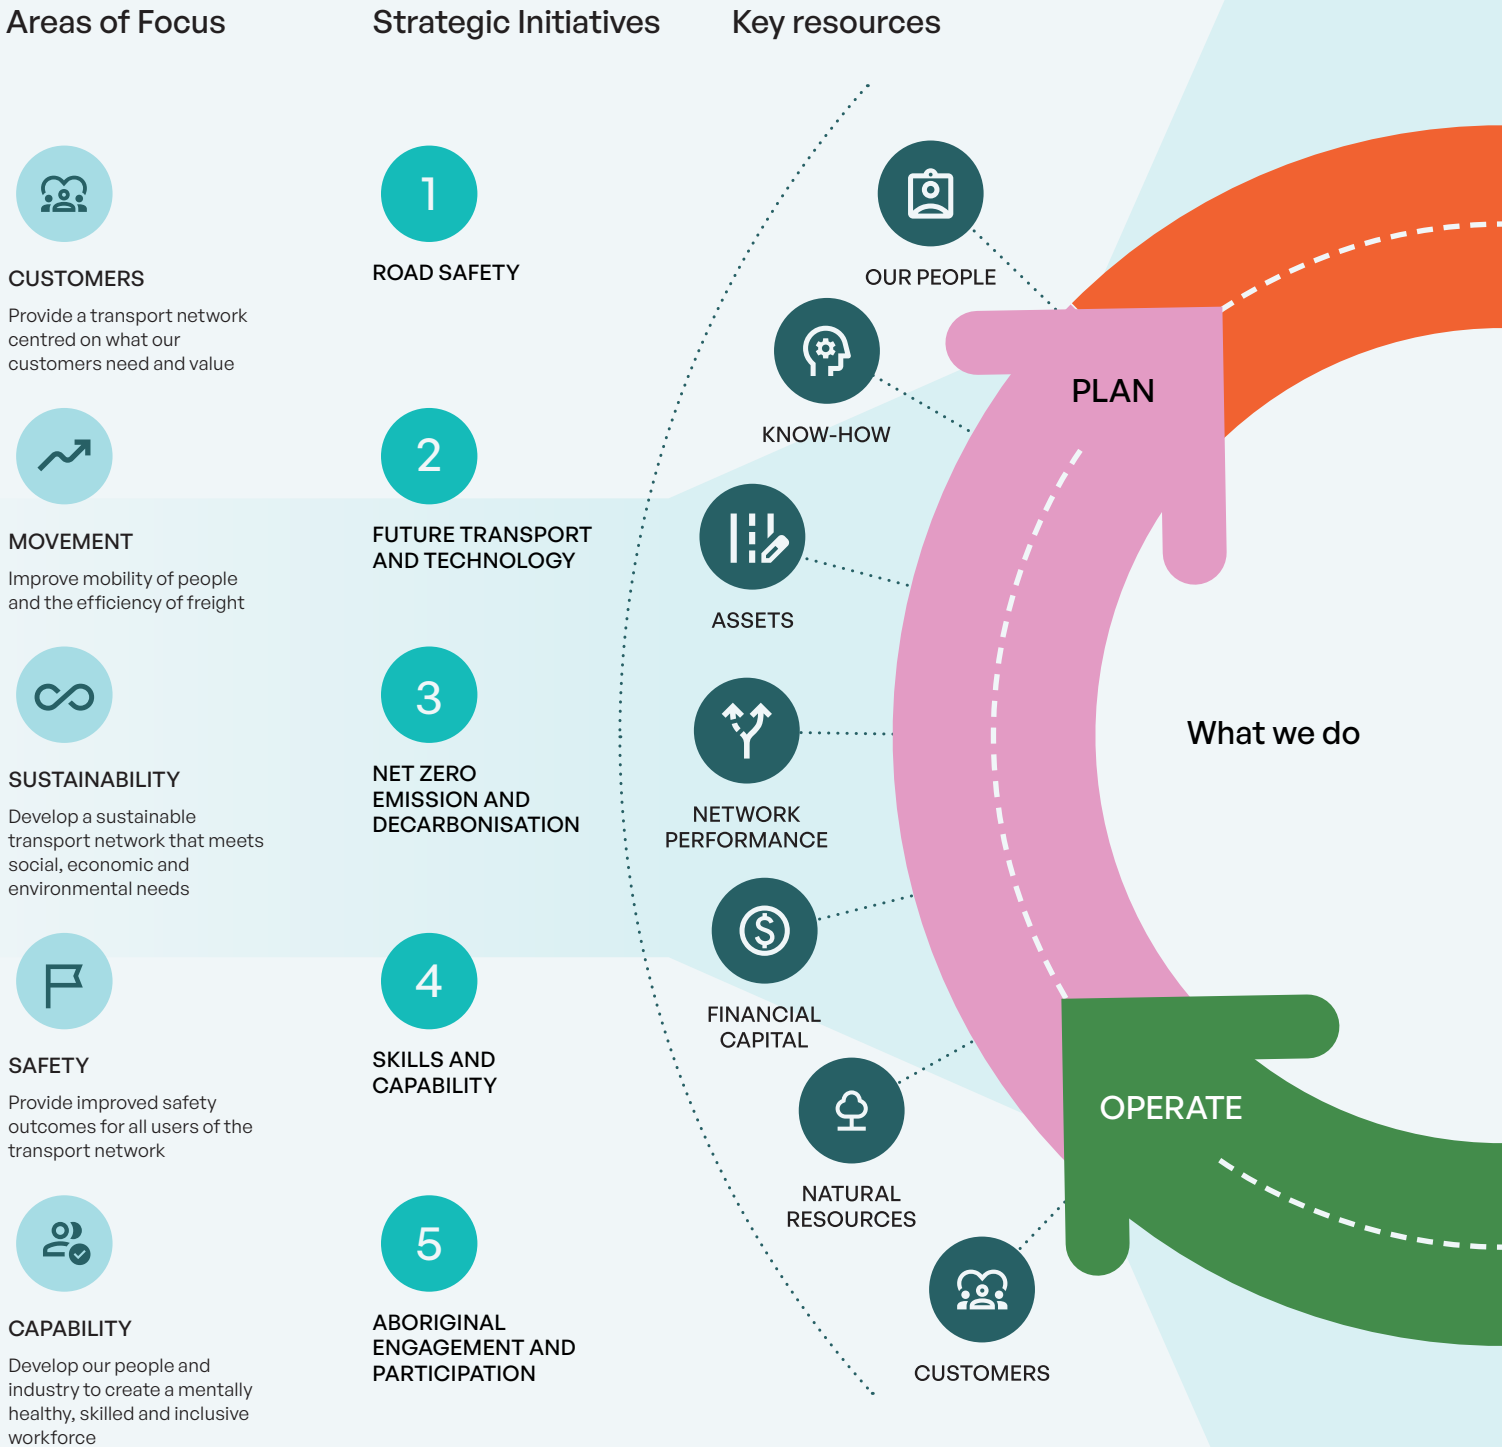 Areas of Focus
CUSTOMERS
Provide a transport network
centred on what our
customers need and value
MOVEMENT
Improve mobility of people
and the efficiency of freight
SUSTAINABILITY
Develop a sustainable
transport network that meets
social, economic and
environmental needs
SAFETY
Provide improved safety
outcomes for all users of the
transport network
CAPABILITY
Develop our people and
industry to create a mentally
healthy, skilled and inclusive
workforce
Strategic Initiatives
1
ROAD SAFETY
2
FUTURE TRANSPORT
AND TECHNOLOGY
3
NET ZERO
EMISSION AND
DECARBONISATION
4
SKILLS AND
CAPABILITY
5
ABORIGINAL
ENGAGEMENT AND
PARTICIPATION
Key resources
OUR PEOPLE
KNOW-HOW
ASSETS
NETWORK
PERFORMANCE
$
FINANCIAL
CAPITAL
NATURAL
RESOURCES
CUSTOMERS
PLAN
What we do
OPERATE